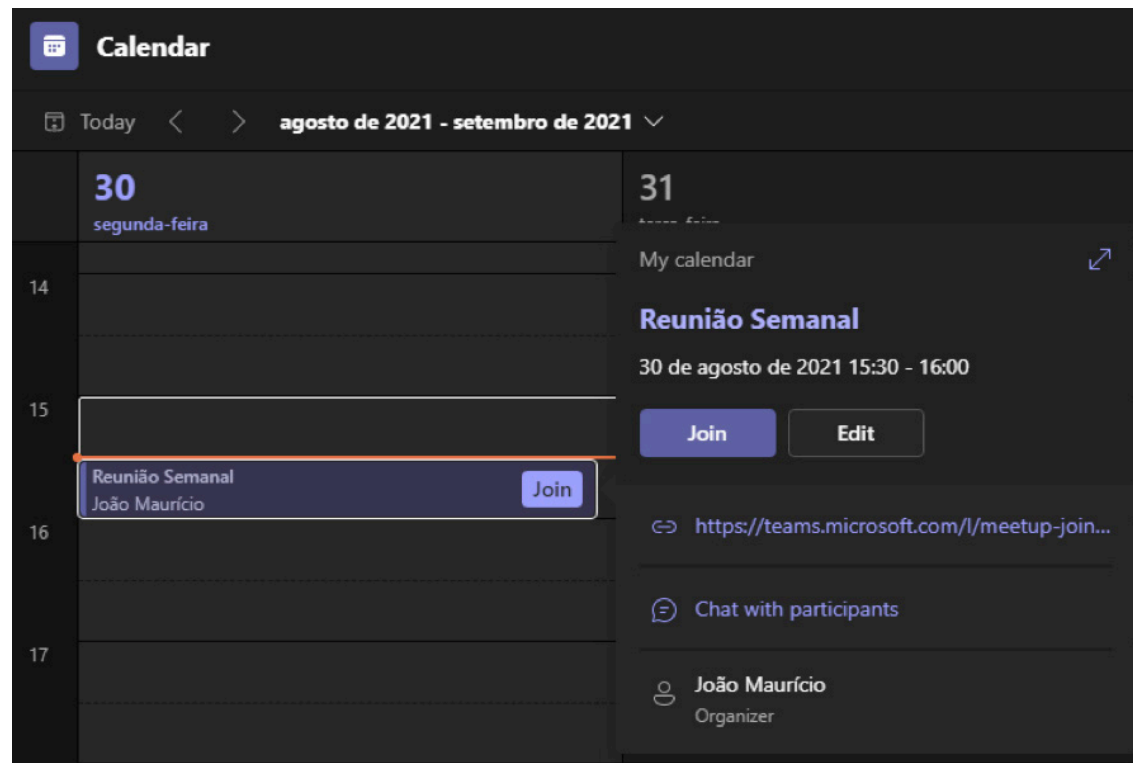 Calendar
Today
agosto de 2021 - setembro de 2021
30
segunda-feira
31
14
15
16
17
Reunião Semanal
João Maurício
Join
My calendar
Reunião Semanal
30 de agosto de 2021 15:30 - 16:00
Join Edit
https://teams.microsoft.com/l/meetup-join...
Chat with participants
João Maurício
Organizer